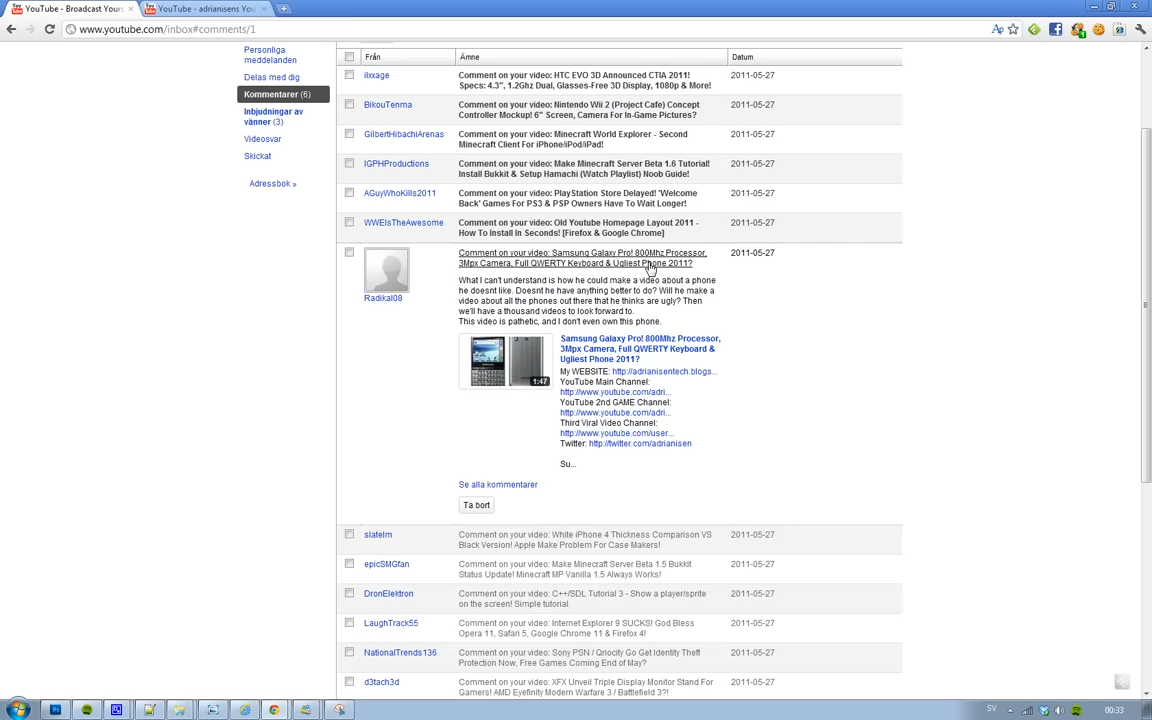 YouTube - Broadcast Yours
YouTube - adrianisens You
www.youtube.com/inbox#comments/1
Personliga
meddelanden
Delas med dig
Kommentarer (6)
Inbjudningar av
vänner (3)
Videosvar
Skickat
Adressbok »
Från
Ämne
Datum
ilxxage
Comment on your video: HTC EVO 3D Announced CTIA 2011!
Specs: 4.3", 1.2Ghz Dual, Glasses-Free 3D Display, 1080p & More!
2011-05-27
BikouTenma
Comment on your video: Nintendo Wii 2 (Project Cafe) Concept
Controller Mockup! 6" Screen, Camera For In-Game Pictures?
2011-05-27
GilbertHibachiArenas
Comment on your video: Minecraft World Explorer - Second
Minecraft Client For iPhone/iPod/iPad!
2011-05-27
IGPHProductions
Comment on your video: Make Minecraft Server Beta 1.6 Tutorial!
Install Bukkit & Setup Hamachi (Watch Playlist) Noob Guide!
2011-05-27
AGuyWhoKills2011
Comment on your video: PlayStation Store Delayed! 'Welcome
Back' Games For PS3 & PSP Owners Have To Wait Longer!
2011-05-27
WWEIsTheAwesome
Comment on your video: Old Youtube Homepage Layout 2011 -
How To Install In Seconds! [Firefox & Google Chrome]
2011-05-27
Radikal08
Comment on your video: Samsung Galaxy Pro! 800Mhz Processor,
3Mpx Camera, Full QWERTY Keyboard & Ugliest Phone 2011?
2011-05-27
What I can't understand is how he could make a video about a phone
he doesnt like. Doesnt he have anything better to do? Will he make a
video about all the phones out there that he thinks are ugly? Then
we'll have a thousand videos to look forward to.
This video is pathetic, and I don't even own this phone.
1:47
Samsung Galaxy Pro! 800Mhz Processor,
3Mpx Camera, Full QWERTY Keyboard &
Ugliest Phone 2011?
My WEBSITE: http://adrianisentech.blogs...
YouTube Main Channel:
http://www.youtube.com/adri...
YouTube 2nd GAME Channel:
http://www.youtube.com/adri...
Third Viral Video Channel:
http://www.youtube.com/user...
Twitter: http://twitter.com/adrianisen
Su...
Se alla kommentarer
Ta bort
slatelm
Comment on your video: White iPhone 4 Thickness Comparison VS
Black Version! Apple Make Problem For Case Makers!
2011-05-27
epicSMGfan
Comment on your video: Make Minecraft Server Beta 1.5 Bukkit
Status Update! Minecraft MP Vanilla 1.5 Always Works!
2011-05-27
DronElektron
Comment on your video: C++/SDL Tutorial 3 - Show a player/sprite
on the screen! Simple tutorial.
2011-05-27
LaughTrack55
Comment on your video: Internet Explorer 9 SUCKS! God Bless
Opera 11, Safari 5, Google Chrome 11 & Firefox 4!
2011-05-27
NationalTrends136
Comment on your video: Sony PSN / Qriocity Go Get Identity Theft
Protection Now, Free Games Coming End of May?
2011-05-27
d3tach3d
Comment on your video: XFX Unveil Triple Display Monitor Stand For
Gamers! AMD Eyefinity Modern Warfare 3 / Battlefield 3?!
2011-05-27
SV
00:33